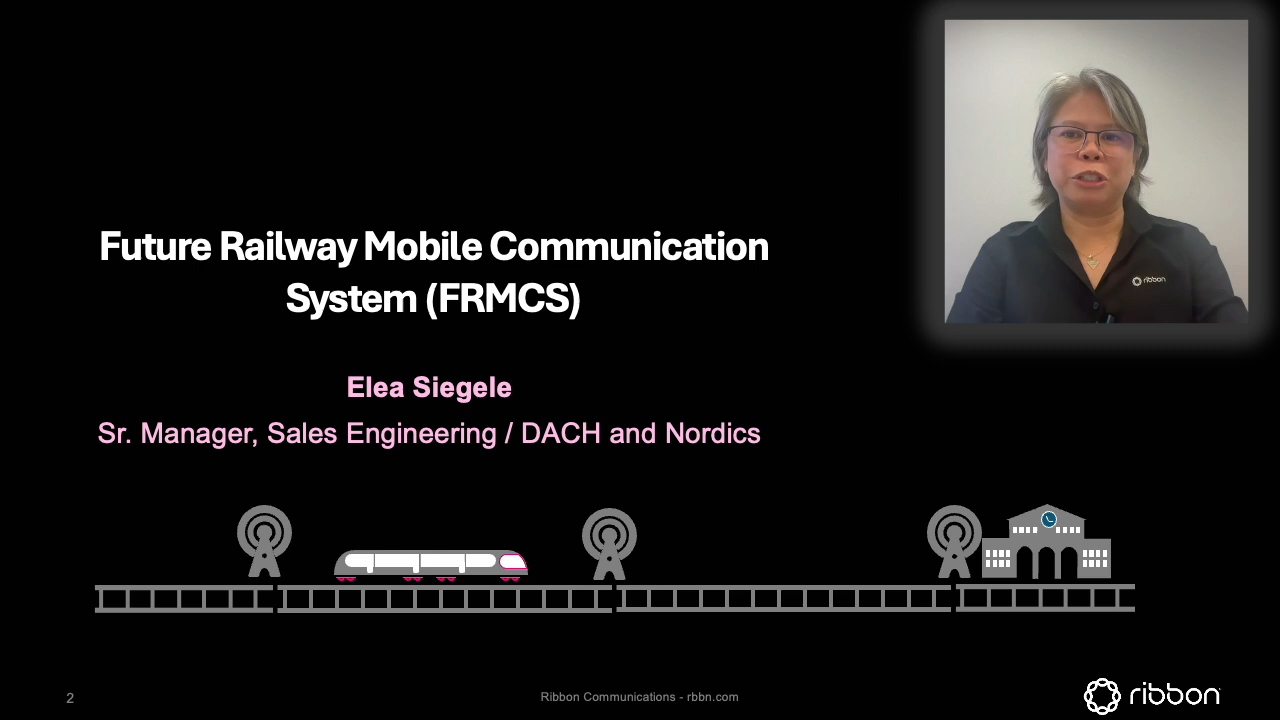 ribbon
Future Railway Mobile Communication
System (FRMCS)
Elea Siegele
Sr. Manager, Sales Engineering / DACH and Nordics
2
Ribbon Communications - rbbn.com
ribbon